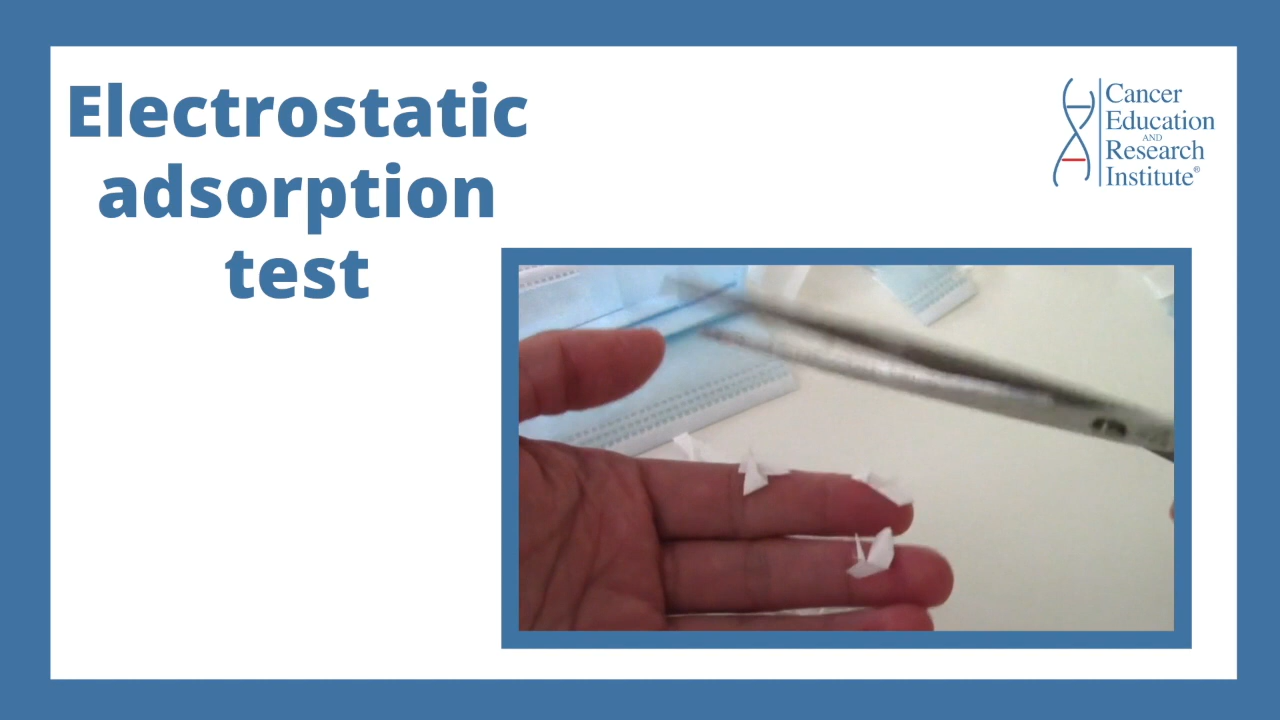 Electrostatic
adsorption
test
Cancer
Education
AND
Research
Institute®